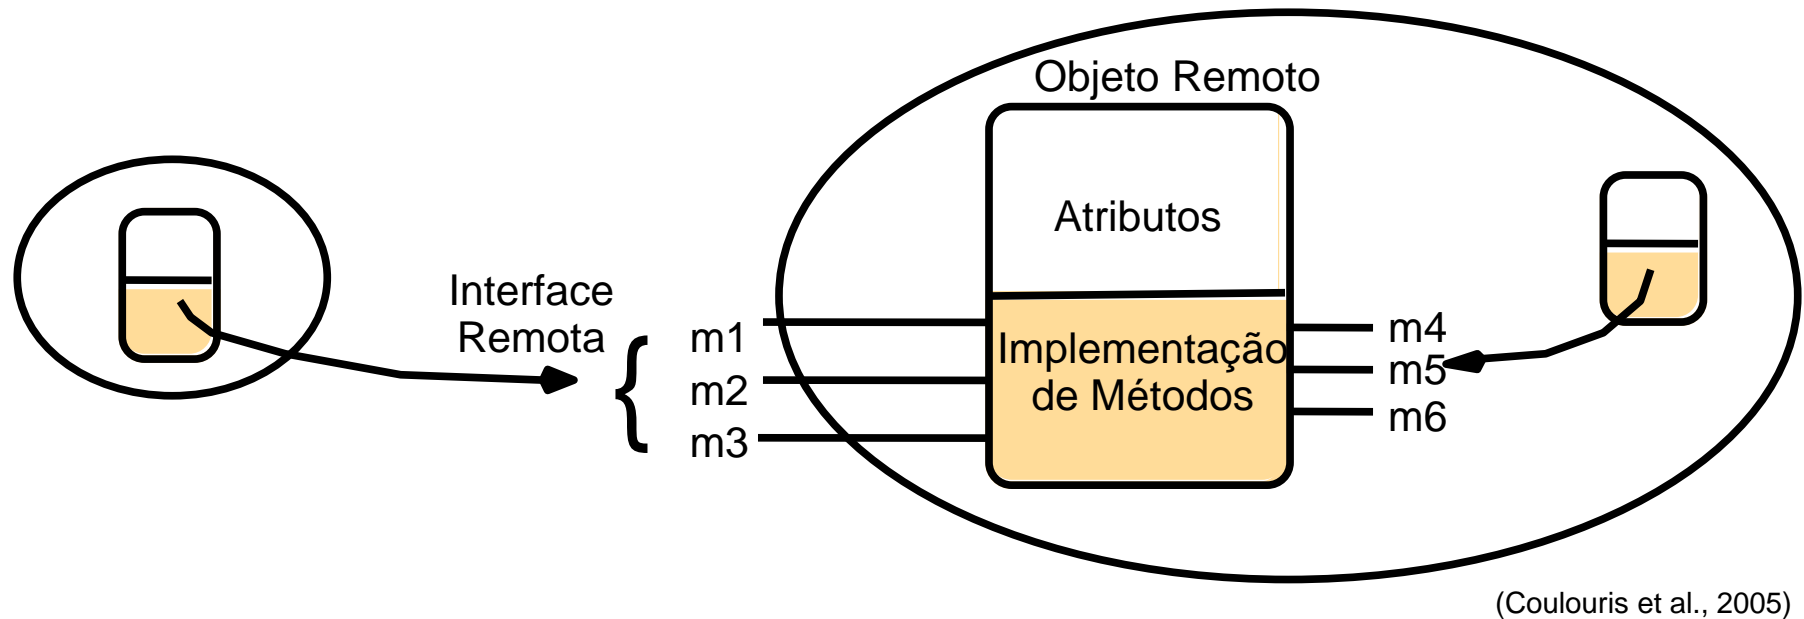 Objeto Remoto
Atributos
Interface
Remota
{
m1
m2
m3
Implementação
de Métodos
m4
m5
m6
(Coulouris et al., 2005)